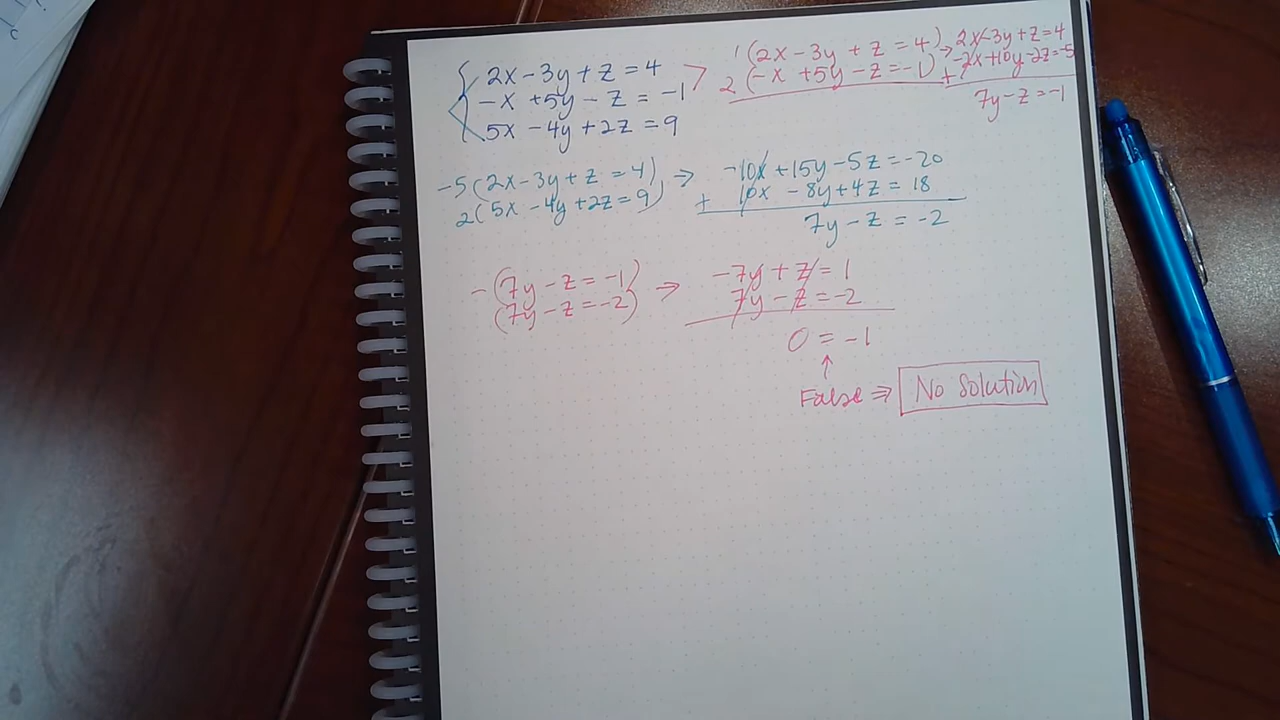 2x - 3y + z = 4
-x + 5y - z = -1
5x - 4y + 2z = 9
1 (2x - 3y + z = 4) → 2x - 3y + z = 4
2 (-x + 5y - z = -1) + -2x + 10y - 2z = -5
7y - z = -1
-5 (2x - 3y + z = 4) → -10x + 15y - 5z = -20
2 (5x - 4y + 2z = 9) + 10x - 8y + 4z = 18
7y - z = -2
- (7y - z = -1) → -7y + z = 1
(7y - z = -2) 7y - z = -2
0 = -1
↑
False ⇒ No Solution